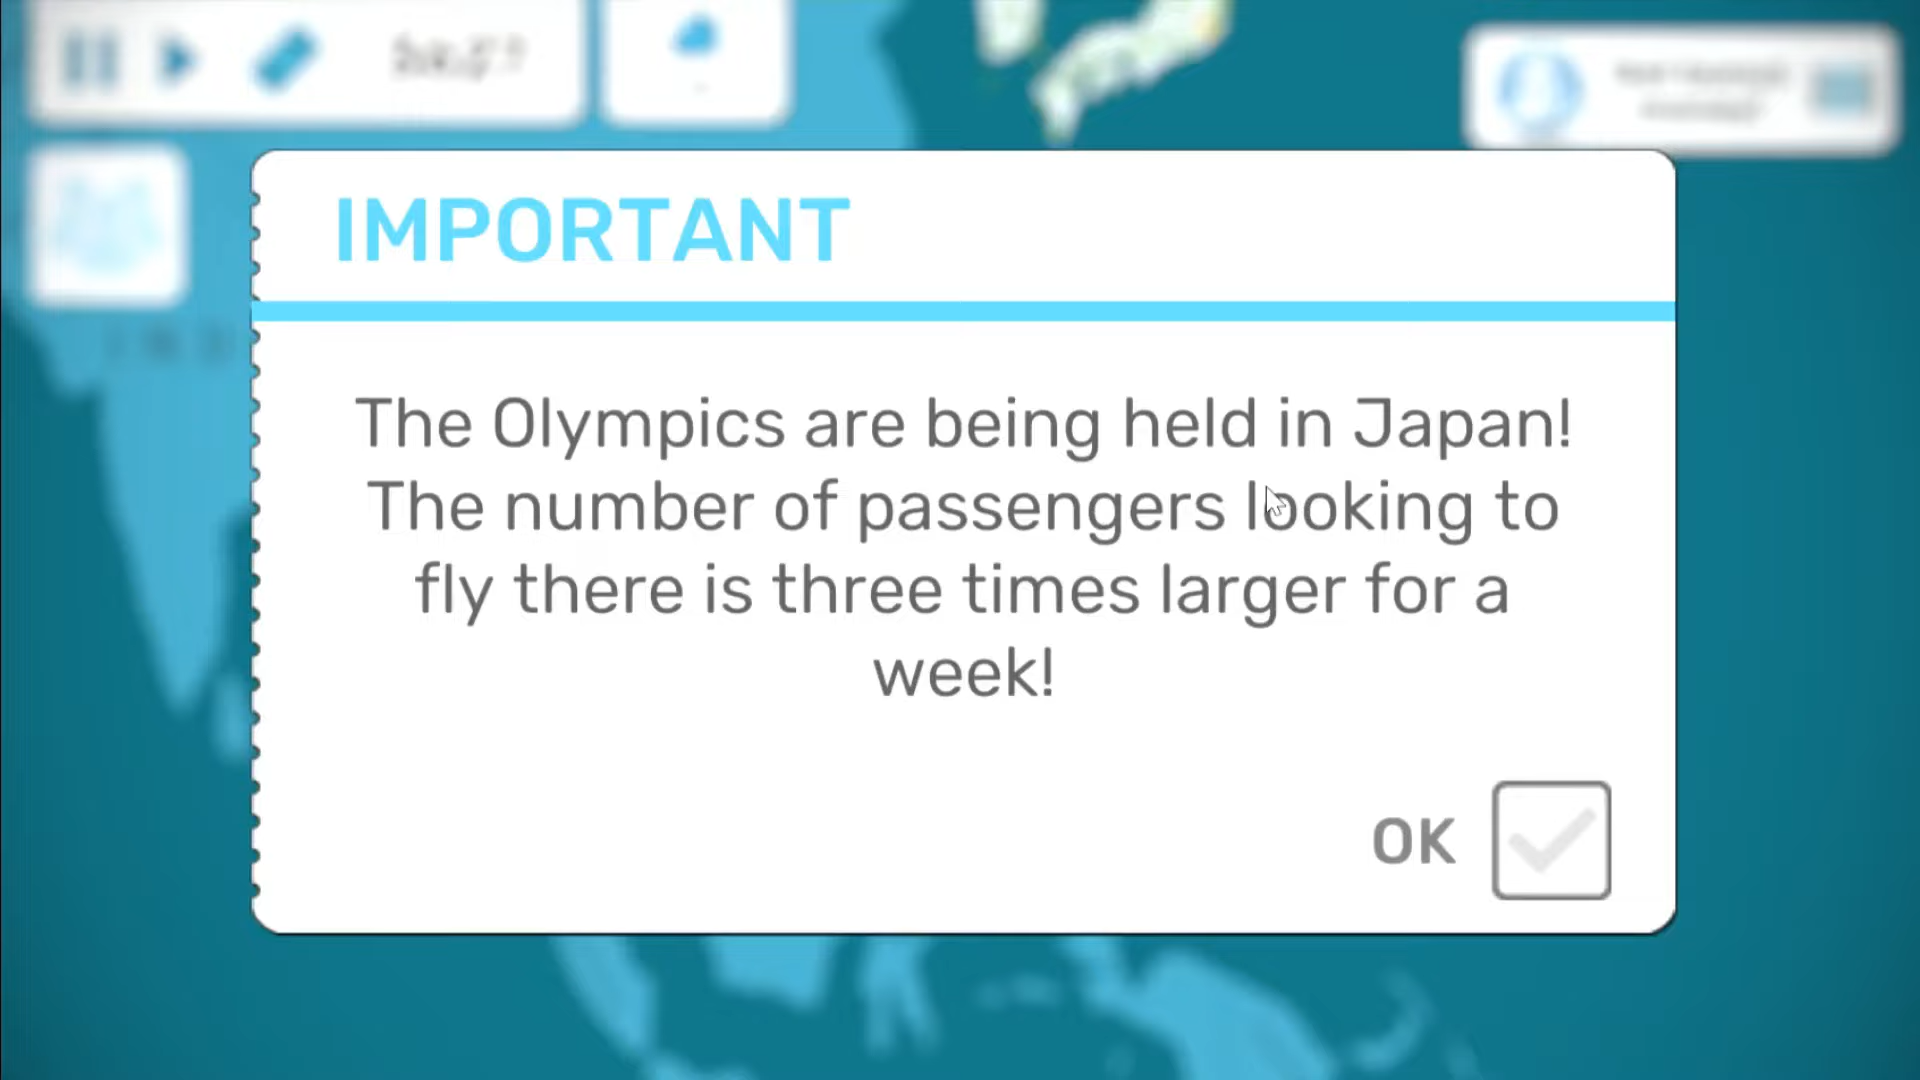 IMPORTANT
The Olympics are being held in Japan!
The number of passengers looking to
fly there is three times larger for a
week!
OK